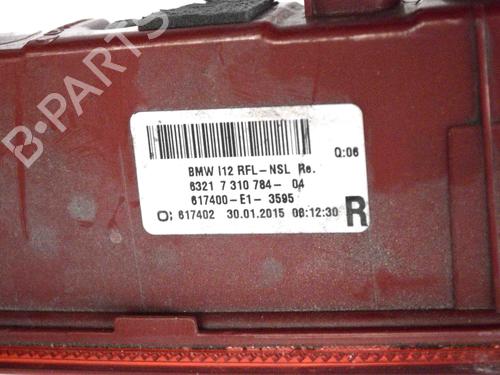 B-PARTS
Q:06
BMW I12 RFL-NSL Re.
6321 7 310 784- 04
617400-E1- 3595
O; 617402 30.01.2015 06:12:30 R